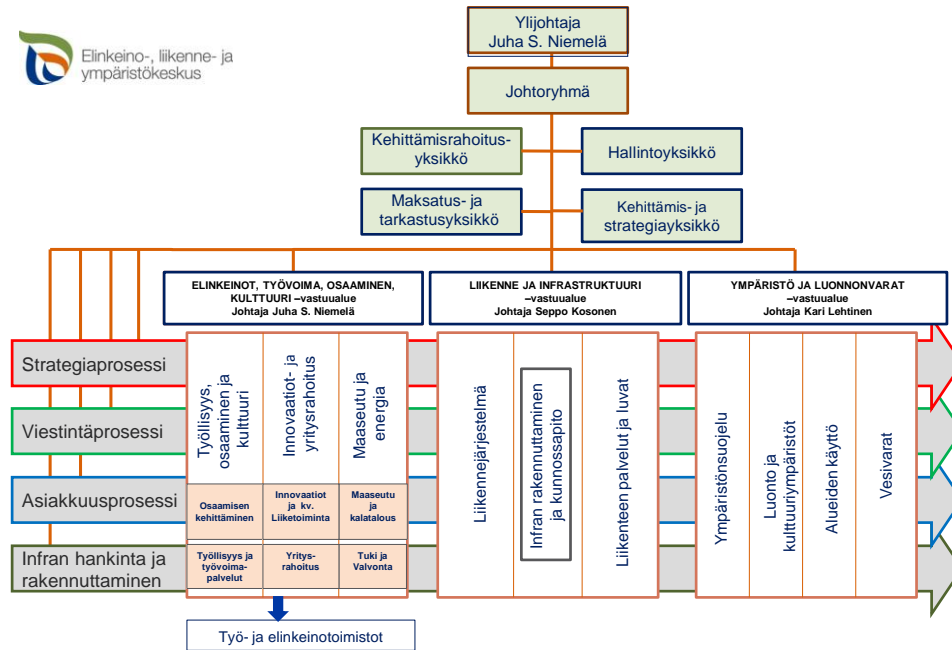 Elinkeino-, liikenne- ja
ympäristökeskus
Ylijohtaja
Juha S. Niemelä
Johtoryhmä
Kehittämisrahoitus-
yksikkö
Hallintoyksikkö
Maksatus- ja
tarkastusyksikkö
Kehittämis- ja
strategiayksikkö
ELINKEINOT, TYÖVOIMA, OSAAMINEN,
KULTTUURI –vastuualue
Johtaja Juha S. Niemelä
LIIKENNE JA INFRASTRUKTUURI
–vastuualue
Johtaja Seppo Kosonen
YMPÄRISTÖ JA LUONNONVARAT
–vastuualue
Johtaja Kari Lehtinen
Strategiaprosessi
Viestintäprosessi
Asiakkuusprosessi
Infran hankinta ja
rakennuttaminen
Työllisyys,
osaaminen ja
kulttuuri
Innovaatiot- ja
yritysrahoitus
Maaseutu ja
energia
Osaamisen
kehittäminen
Innovaatiot
ja kv.
Liiketoiminta
Maaseutu
ja
kalatalous
Työllisyys ja
työvoima-
palvelut
Yritys-
rahoitus
Tuki ja
Valvonta
Liikennejärjestelmä
Infran rakennuttaminen
ja kunnossapito
Liikenteen palvelut ja luvat
Ympäristönsuojelu
Luonto ja
kulttuuriympäristöt
Alueiden käyttö
Vesivarat
Työ- ja elinkeinotoimistot